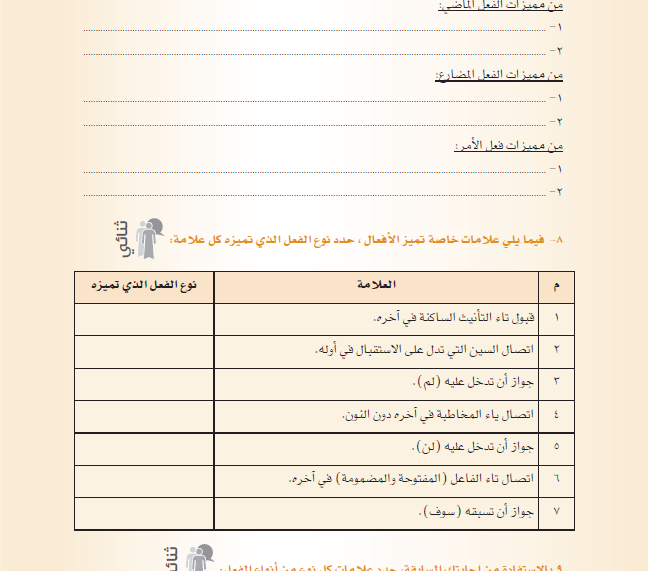 من مميزات الفعل الماضي:
١-
٢-
من مميزات الفعل المضارع:
١-
٢-
من مميزات فعل الأمر:
١-
٢-
٨- فيما يلي علامات خاصة تميز الأفعال، حدد نوع الفعل الذي تميزه كل علامة: ثنائي
م العلامة نوع الفعل الذي تميزه
١ قبول تاء التأنيث الساكنة في آخره.
٢ اتصال السين التي تدل على الاستقبال في أوله.
٣ جواز أن تدخل عليه (لم).
٤ اتصال ياء المخاطبة في آخره دون النون.
٥ جواز أن تدخل عليه (لن).
٦ اتصال تاء الفاعل (المفتوحة والمضمومة) في آخره.
٧ جواز أن تسبقه (سوف).
٩ بالاستفادة من إجابتك السابقة، حدد علامات كل نوع من أنواع الفعل: ثنائي